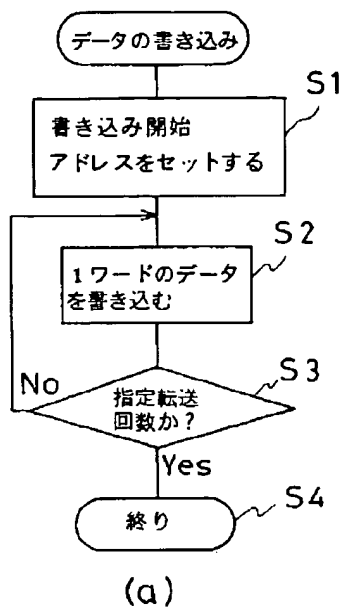 データの書き込み
S1
書き込み開始
アドレスをセットする
S2
1ワードのデータ
を書き込む
No
S3
指定転送
回数か?
Yes
S4
終り
(a)